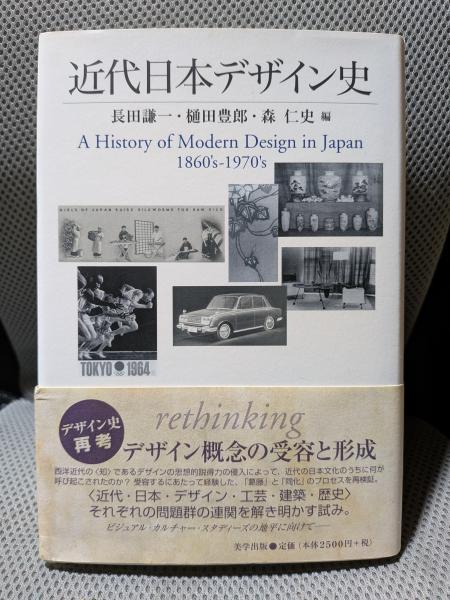 近代日本デザイン史
長田謙一・樋田豊郎・森 仁史 編
A History of Modern Design in Japan
1860's-1970's
GIRLS OF JAPAN RAISE SILKWORMS FOR RAW SILK
TOKYO 1964
デザイン史
再考
rethinking
デザイン概念の受容と形成
西洋近代の〈知〉であるデザインの思想的説得力の侵入によって、近代の日本文化のうちに何が
呼び起こされたのか？ 受容するにあたって経験した、「葛藤」と「同化」のプロセスを再検証。
〈近代・日本・デザイン・工芸・建築・歴史〉
それぞれの問題群の連関を解き明かす試み。
ビジュアル・カルチャー・スタディーズの地平に向けて──
美学出版●定価（本体2500円＋税）